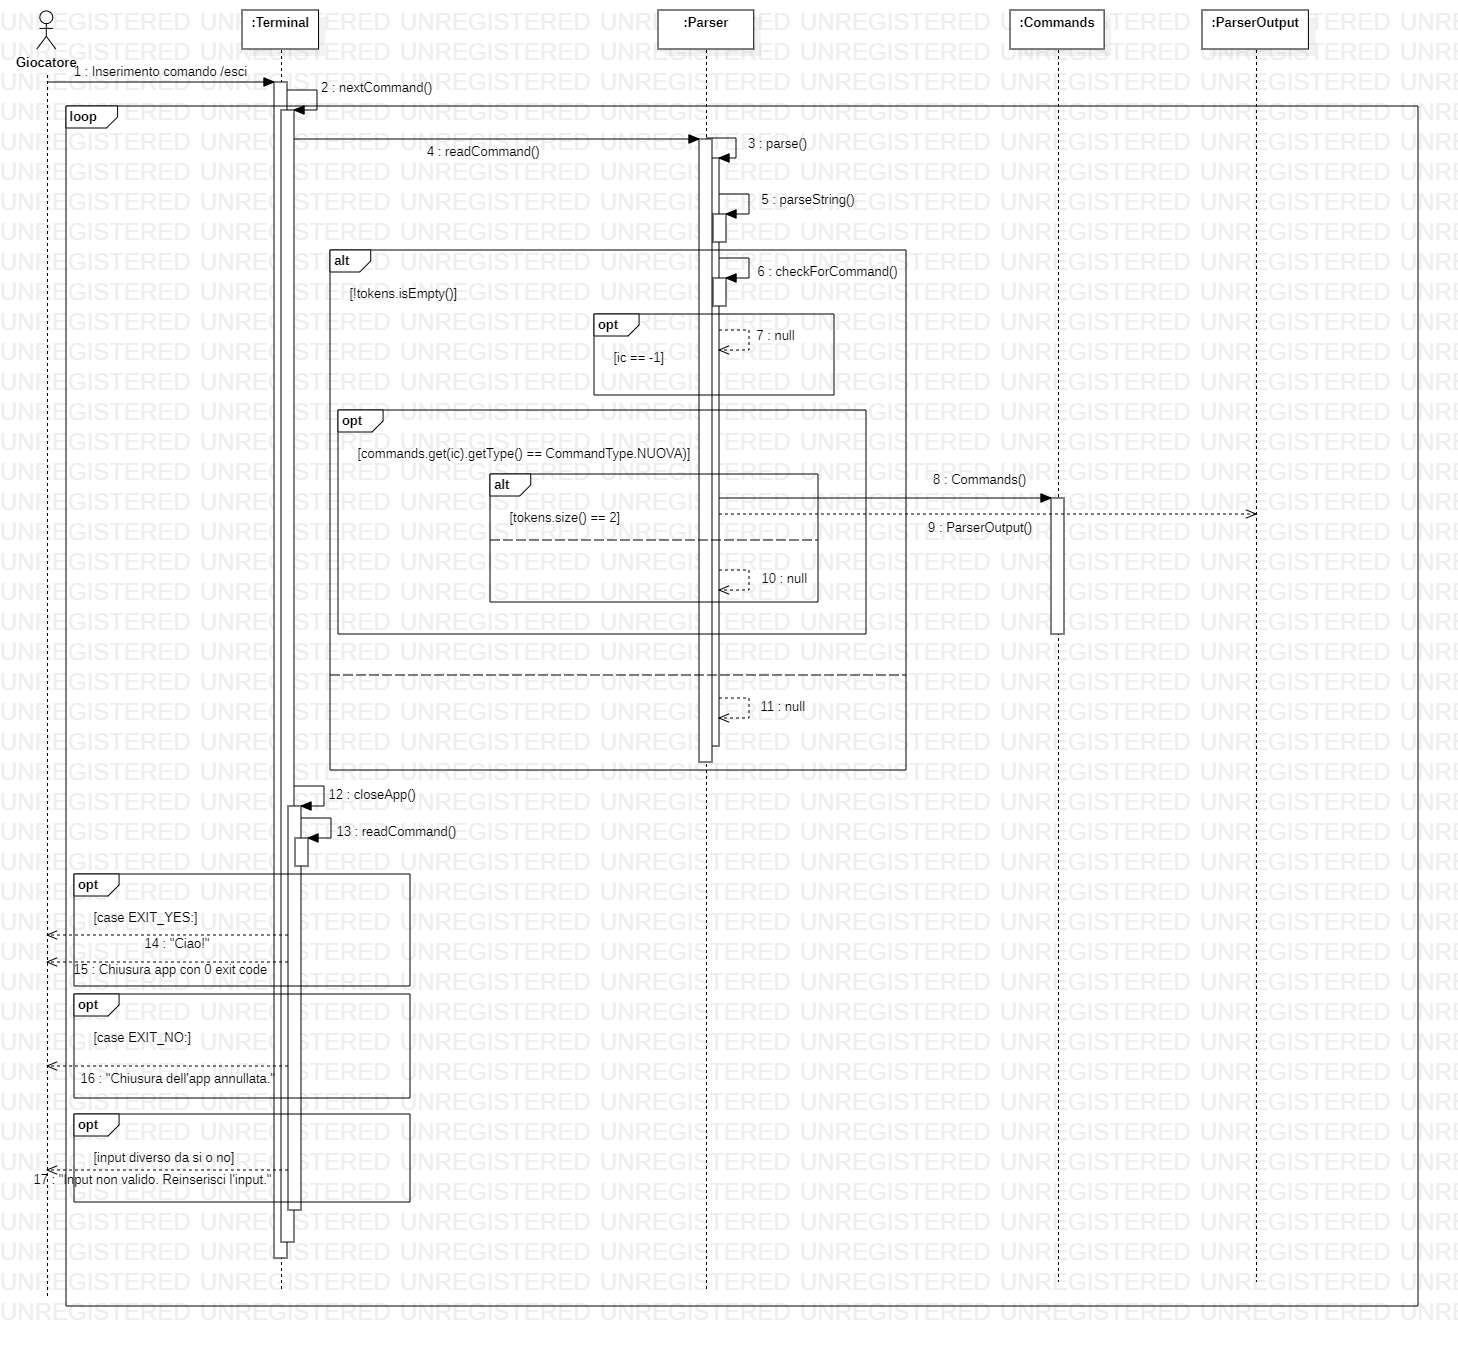 :Terminal
:Parser
:Commands
:ParserOutput
Giocatore
1 : Inserimento comando /esci
2 : nextCommand()
loop
3 : parse()
4 : readCommand()
5 : parseString()
alt
6 : checkForCommand()
[!tokens.isEmpty()]
opt
7 : null
[ic == -1]
opt
[commands.get(ic).getType() == CommandType.NUOVA)]
alt
8 : Commands()
[tokens.size() == 2]
9 : ParserOutput()
10 : null
11 : null
12 : closeApp()
13 : readCommand()
opt
[case EXIT_YES:]
14 : "Ciao!"
15 : Chiusura app con 0 exit code
opt
[case EXIT_NO:]
16 : "Chiusura dell'app annullata."
opt
[input diverso da si o no]
17 : "Input non valido. Reinserisci l'input."
UNREGISTERED